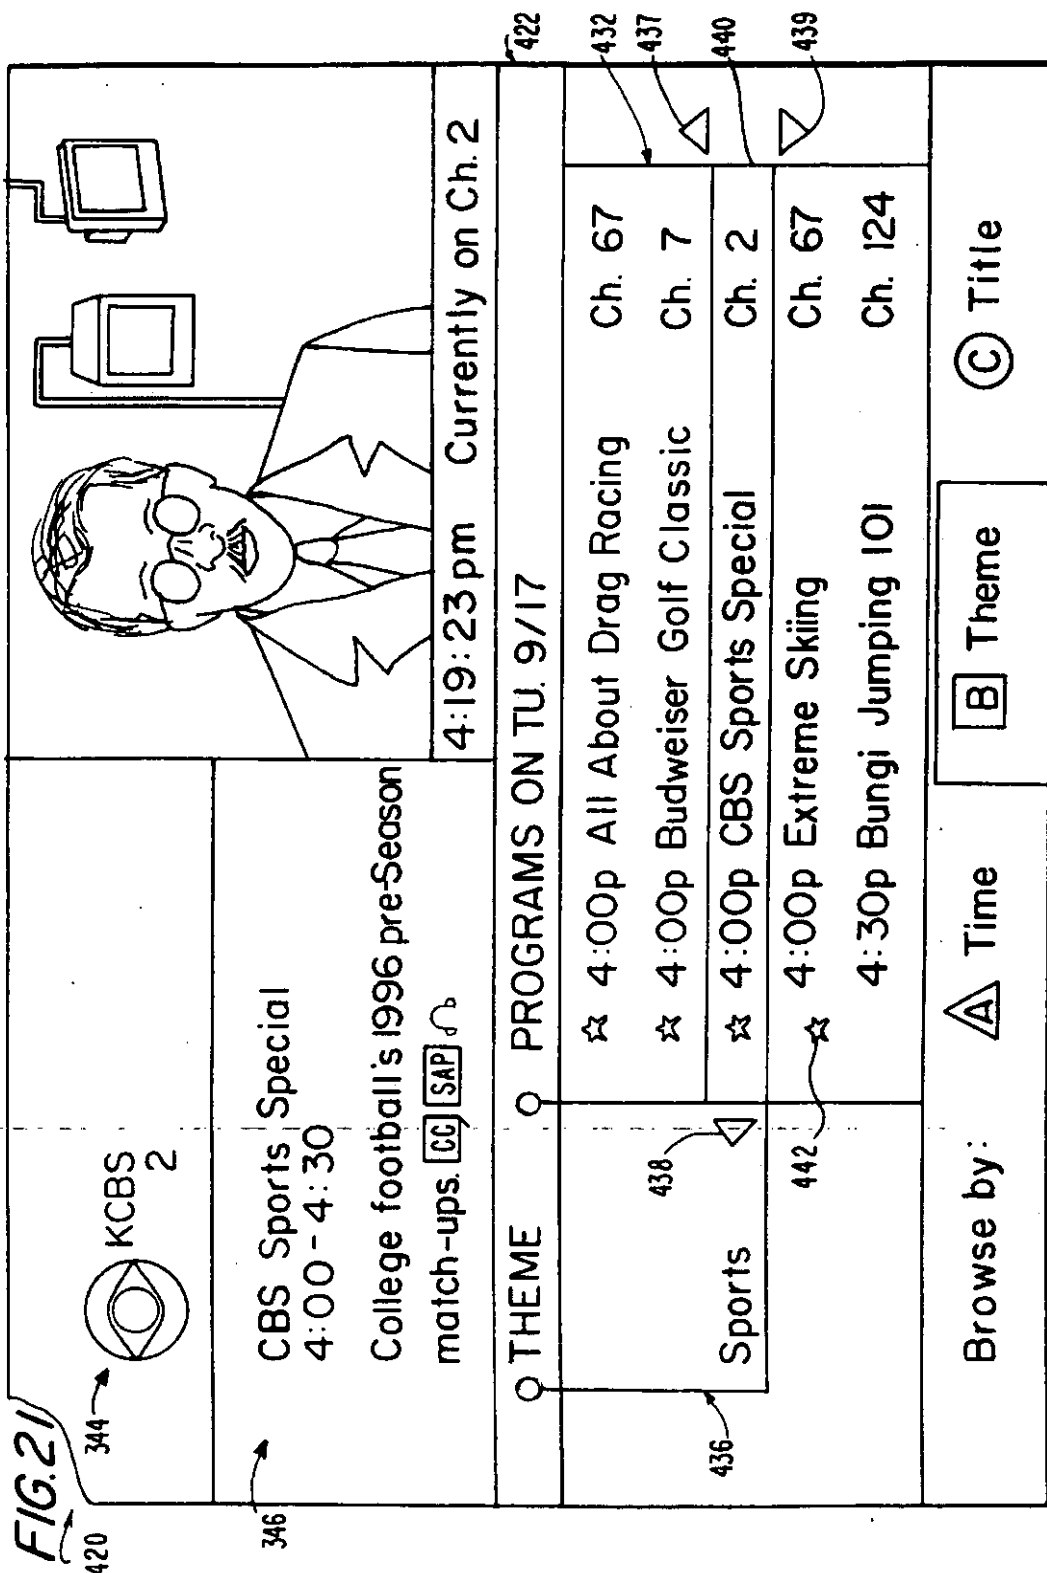 FIG. 21
420
344
KCBS
2
346
CBS Sports Special
4:00-4:30
College football's 1996 pre-Season
match-ups. CC SAP
4:19:23 pm Currently on Ch. 2
422
THEME PROGRAMS ON TU. 9/17
432
437
440
439
☆ 4:00p All About Drag Racing Ch. 67
☆ 4:00p Budweiser Golf Classic Ch. 7
Sports ☆ 4:00p CBS Sports Special Ch. 2
☆ 4:00p Extreme Skiing Ch. 67
4:30p Bungi Jumping 101 Ch. 124
436
438
442
Browse by: A Time B Theme C Title